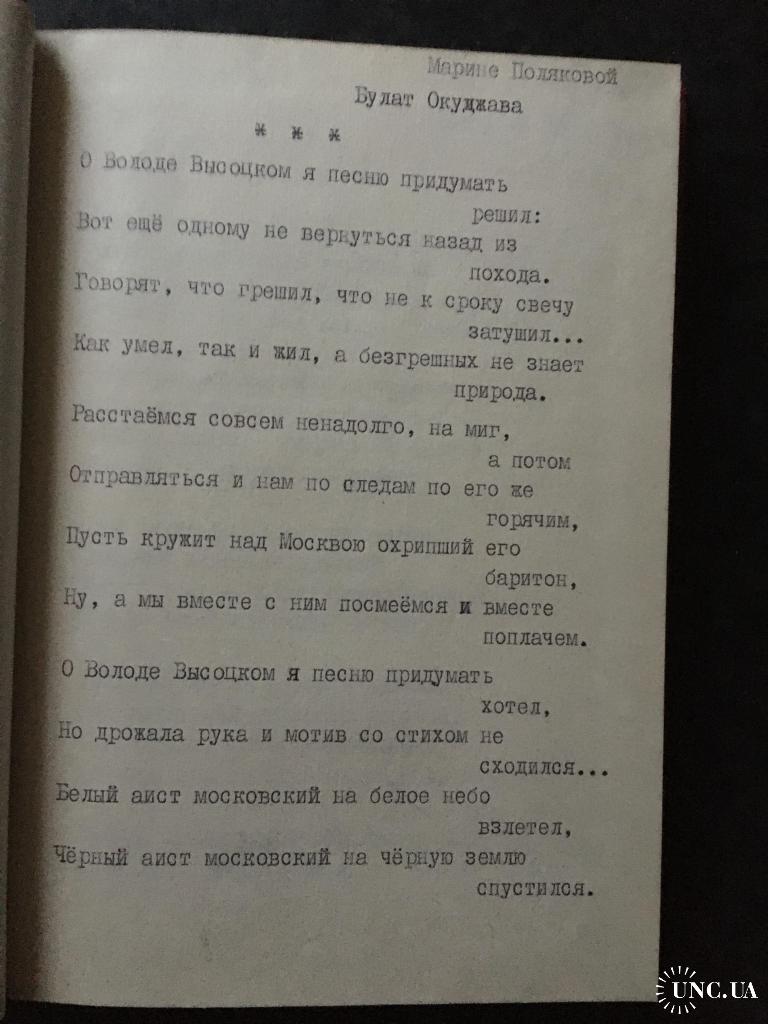 Марине Поляковой
Булат Окуджава
* * *
О Володе Высоцком я песню придумать
решил:
Вот ещё одному не вернуться назад из
похода.
Говорят, что грешил, что не к сроку свечу
затушил...
Как умел, так и жил, а безгрешных не знает
природа.
Расстаёмся совсем ненадолго, на миг,
а потом
Отправляться и нам по следам по его же
горячим,
Пусть кружит над Москвою охрипший его
баритон,
Ну, а мы вместе с ним посмеёмся и вместе
поплачем.
О Володе Высоцком я песню придумать
хотел,
Но дрожала рука и мотив со стихом не
сходился...
Белый аист московский на белое небо
взлетел,
Чёрный аист московский на чёрную землю
спустился.
UNC.UA